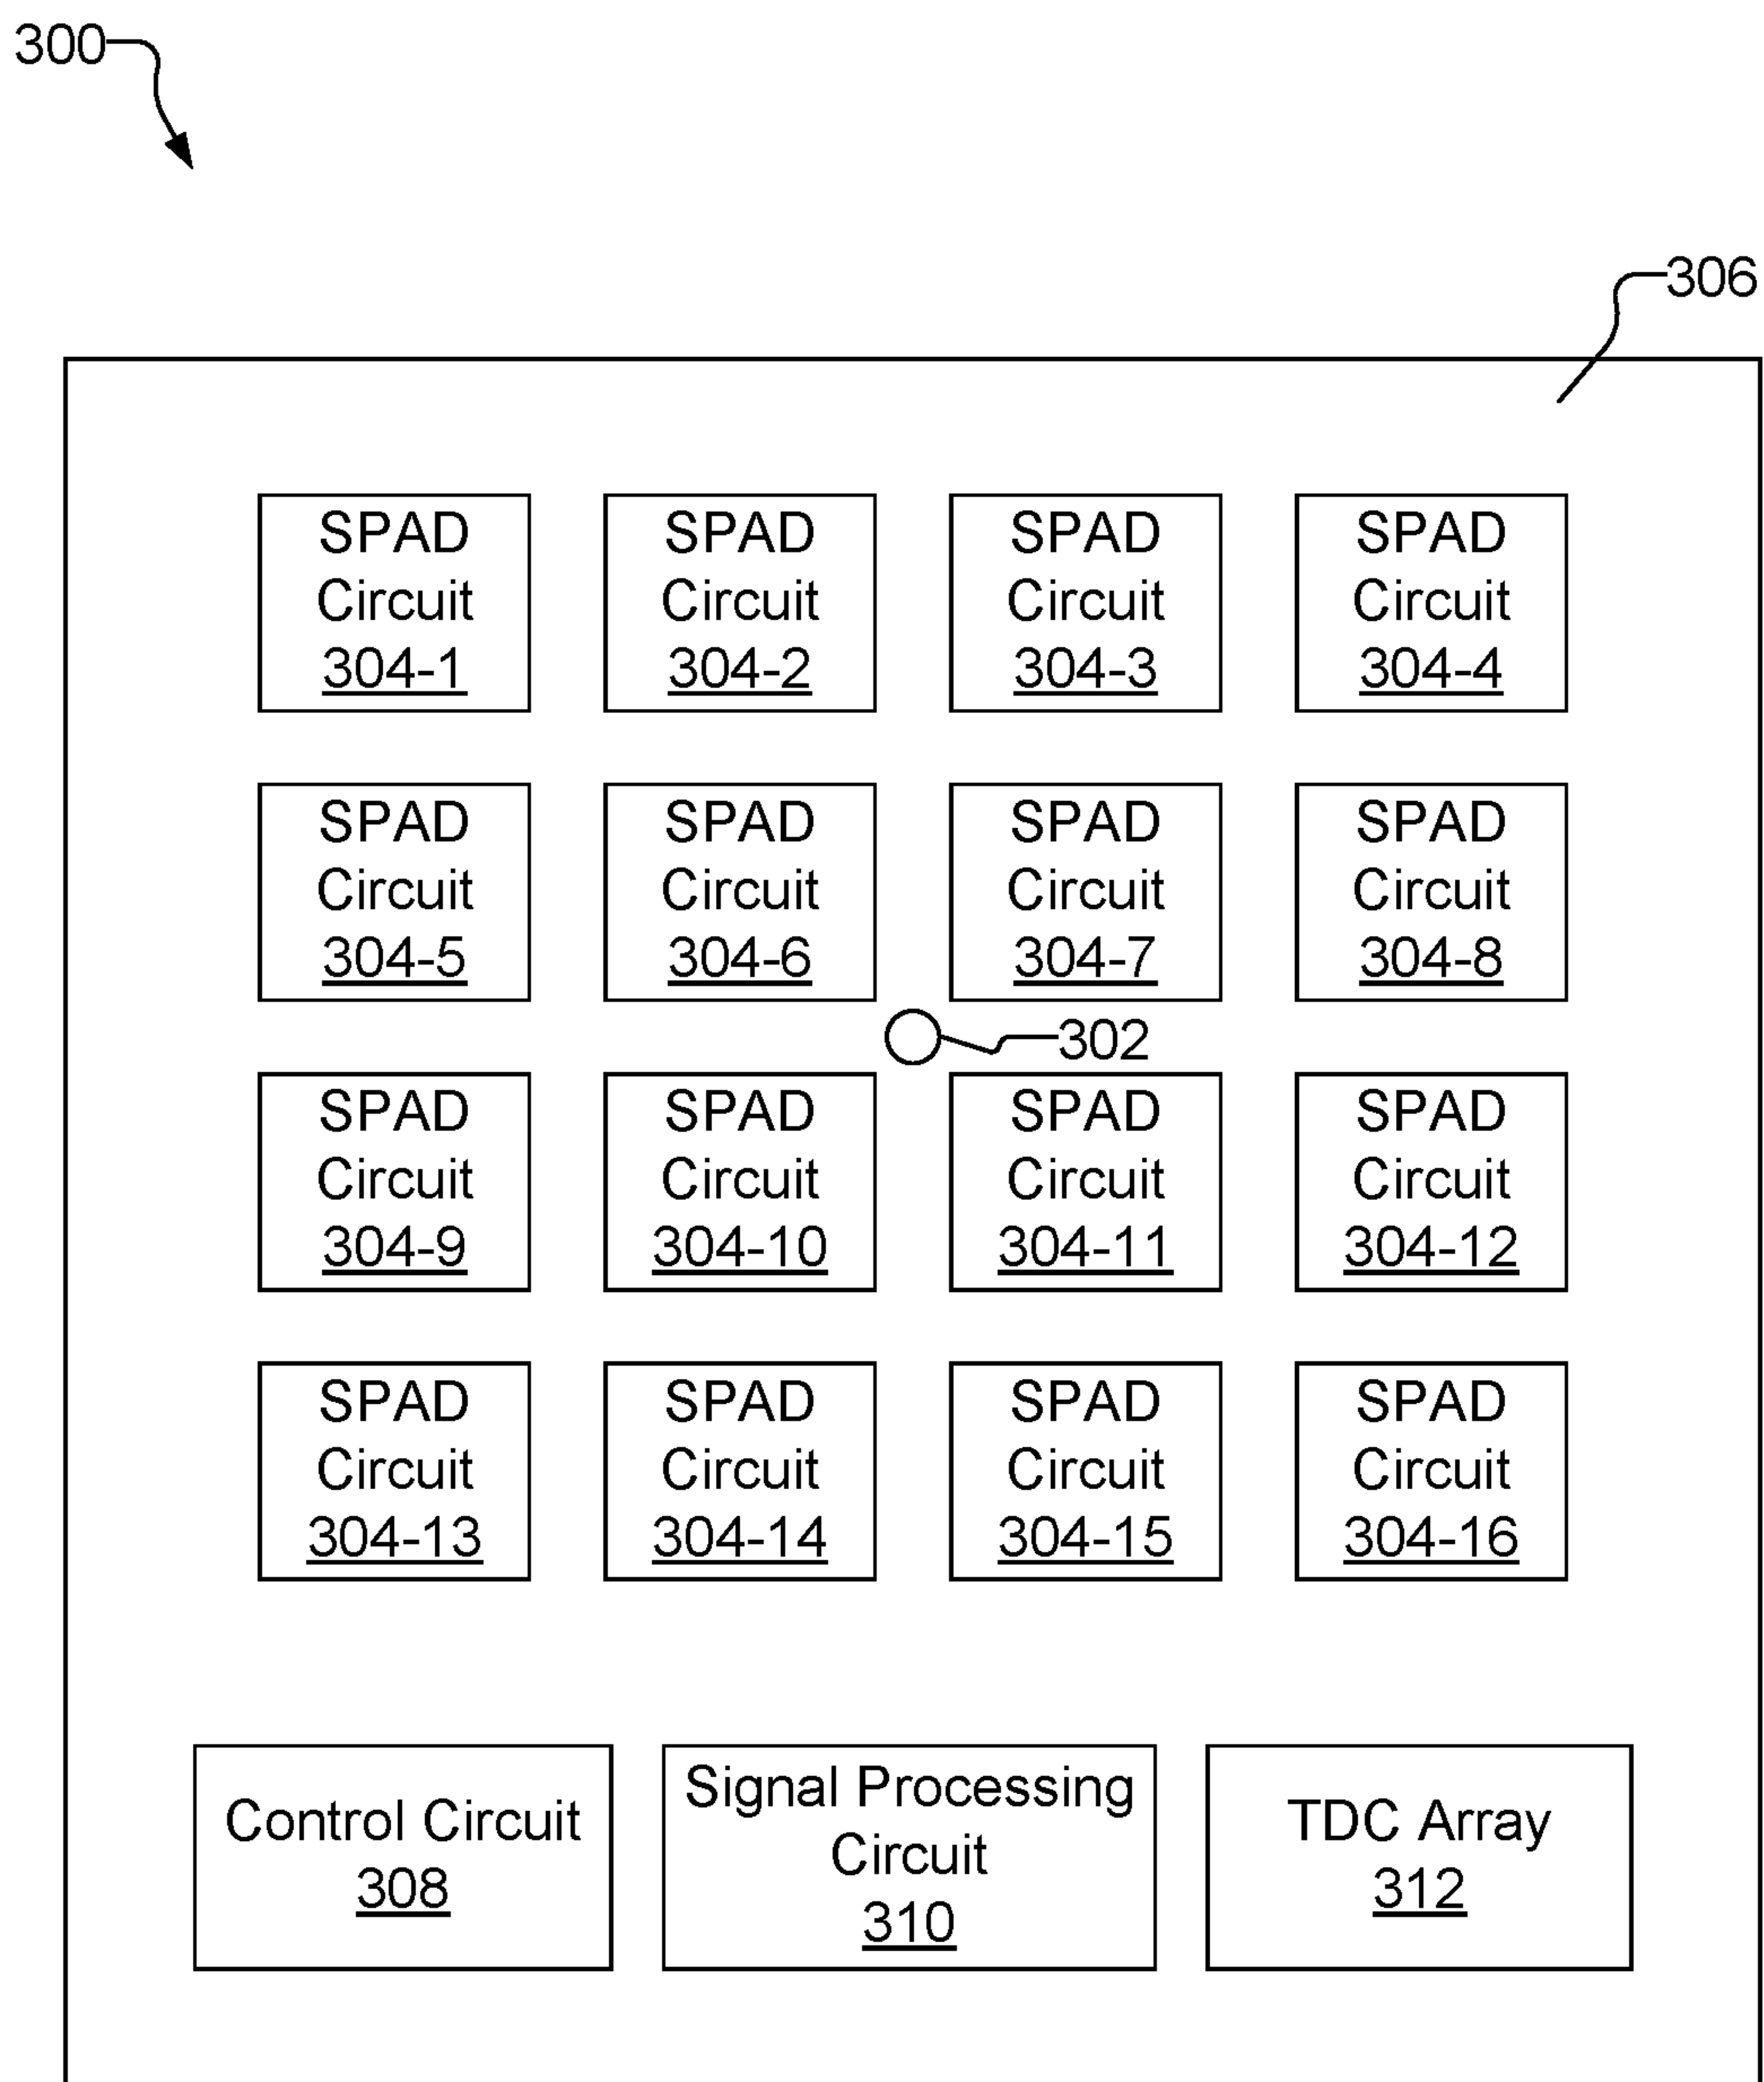 300
306
SPAD
Circuit
304-1
SPAD
Circuit
304-2
SPAD
Circuit
304-3
SPAD
Circuit
304-4
SPAD
Circuit
304-5
SPAD
Circuit
304-6
SPAD
Circuit
304-7
SPAD
Circuit
304-8
302
SPAD
Circuit
304-9
SPAD
Circuit
304-10
SPAD
Circuit
304-11
SPAD
Circuit
304-12
SPAD
Circuit
304-13
SPAD
Circuit
304-14
SPAD
Circuit
304-15
SPAD
Circuit
304-16
Control Circuit
308
Signal Processing
Circuit
310
TDC Array
312